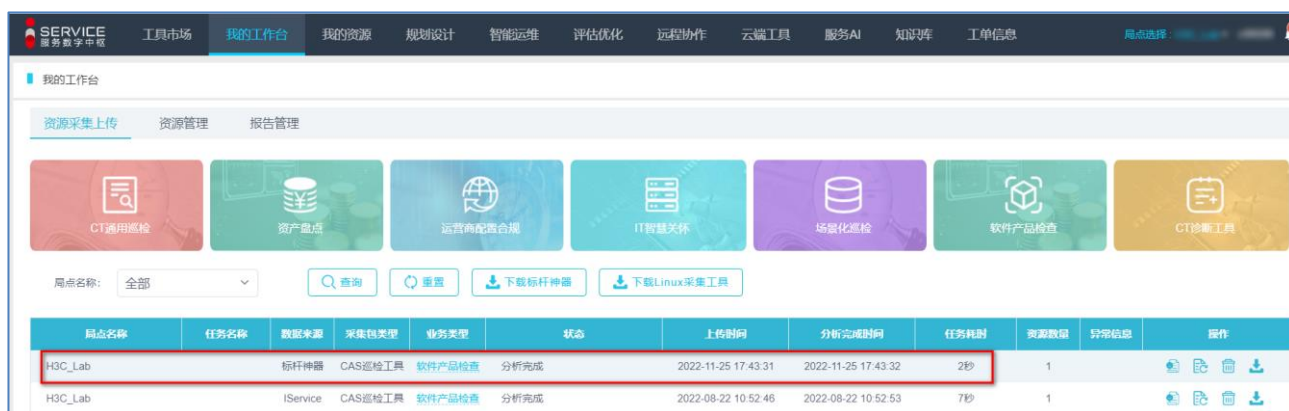 SERVICE 服务数字中枢 工具市场 我的工作台 我的资源 规划设计 智能运维 评估优化 远程协作 云端工具 服务AI 知识库 工单信息 局点选择:
我的工作台
资源采集上传 资源管理 报告管理
CT通用巡检 资产盘点 运营商配置合规 IT智慧关怀 场景化巡检 软件产品检查 CT诊断工具
局点名称: 全部 查询 重置 下载标杆神器 下载Linux采集工具
局点名称 任务名称 数据来源 采集包类型 业务类型 状态 上传时间 分析完成时间 任务耗时 资源数量 异常信息 操作
H3C_Lab 标杆神器 CAS巡检工具 软件产品检查 分析完成 2022-11-25 17:43:31 2022-11-25 17:43:32 2秒 1
H3C_Lab IService CAS巡检工具 软件产品检查 分析完成 2022-08-22 10:52:46 2022-08-22 10:52:53 7秒 1